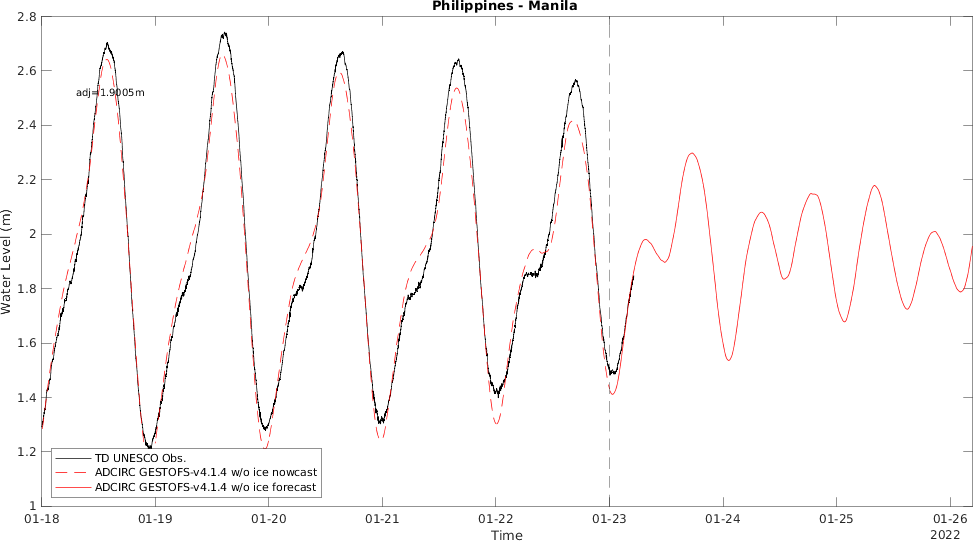 Philippines - Manila
2.8
2.6
adj=1.9005m
2.4
2.2
2
1.8
1.6
1.4
1.2
1
Water Level (m)
TD UNESCO Obs.
ADCIRC GESTOFS-v4.1.4 w/o ice nowcast
ADCIRC GESTOFS-v4.1.4 w/o ice forecast
01-18 01-19 01-20 01-21 01-22 01-23 01-24 01-25 01-26
Time 2022